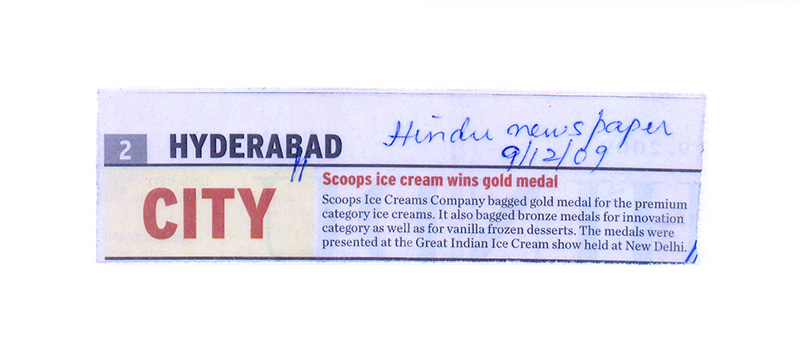 Hindu newspaper
9/12/09
2 HYDERABAD
CITY
Scoops ice cream wins gold medal
Scoops Ice Creams Company bagged gold medal for the premium
category ice creams. It also bagged bronze medals for innovation
category as well as for vanilla frozen desserts. The medals were
presented at the Great Indian Ice Cream show held at New Delhi.